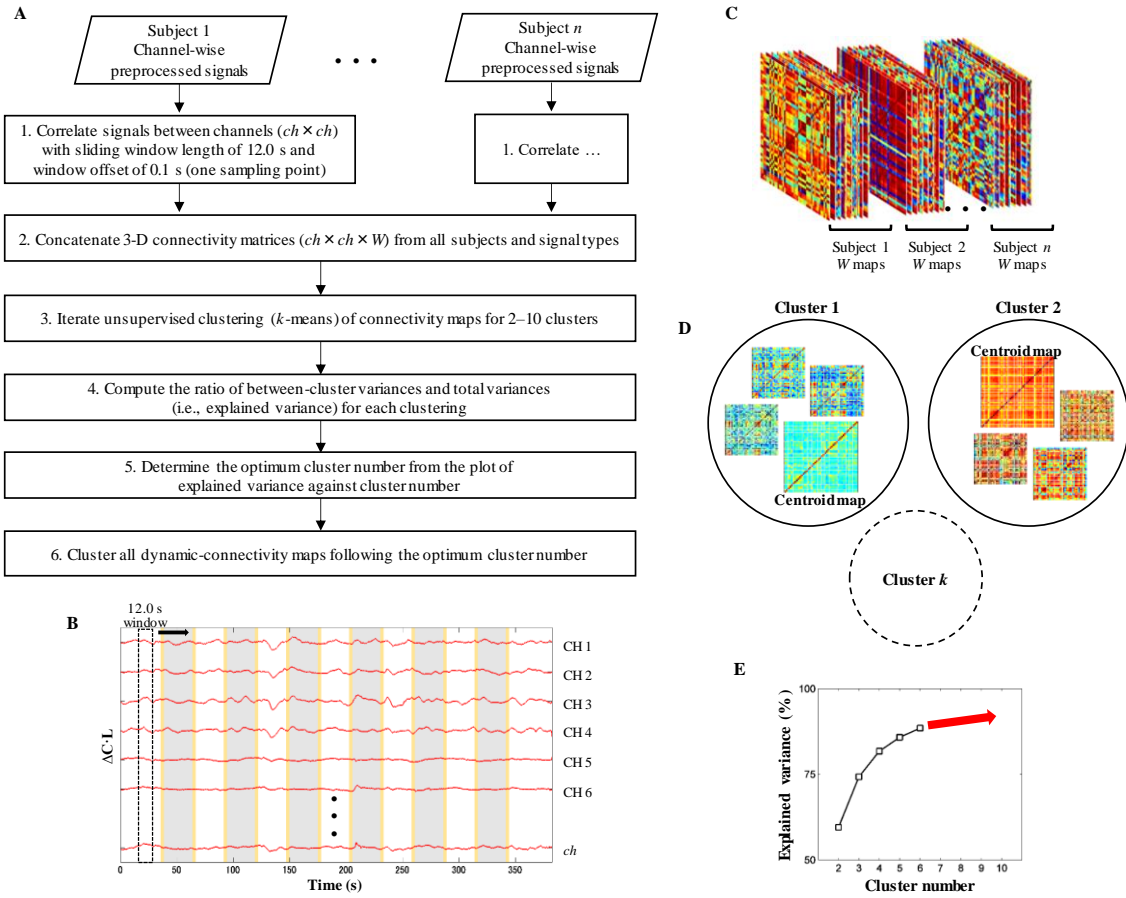 A
Subject 1
Channel-wise
preprocessed signals
• • •
Subject n
Channel-wise
preprocessed signals
1. Correlate signals between channels (ch × ch)
with sliding window length of 12.0 s and
window offset of 0.1 s (one sampling point)
1. Correlate …
2. Concatenate 3-D connectivity matrices (ch × ch × W) from all subjects and signal types
3. Iterate unsupervised clustering (k-means) of connectivity maps for 2–10 clusters
4. Compute the ratio of between-cluster variances and total variances
(i.e., explained variance) for each clustering
5. Determine the optimum cluster number from the plot of
explained variance against cluster number
6. Cluster all dynamic-connectivity maps following the optimum cluster number
B
12.0 s
window
CH 1
CH 2
CH 3
CH 4
CH 5
CH 6
ch
ΔC·L
0 50 100 150 200 250 300 350
Time (s)
C
• • •
Subject 1
W maps
Subject 2
W maps
Subject n
W maps
D
Cluster 1
Centroid map
Cluster 2
Centroid map
Cluster k
E
Explained variance (%)
100
75
50
2 3 4 5 6 7 8 9 10
Cluster number